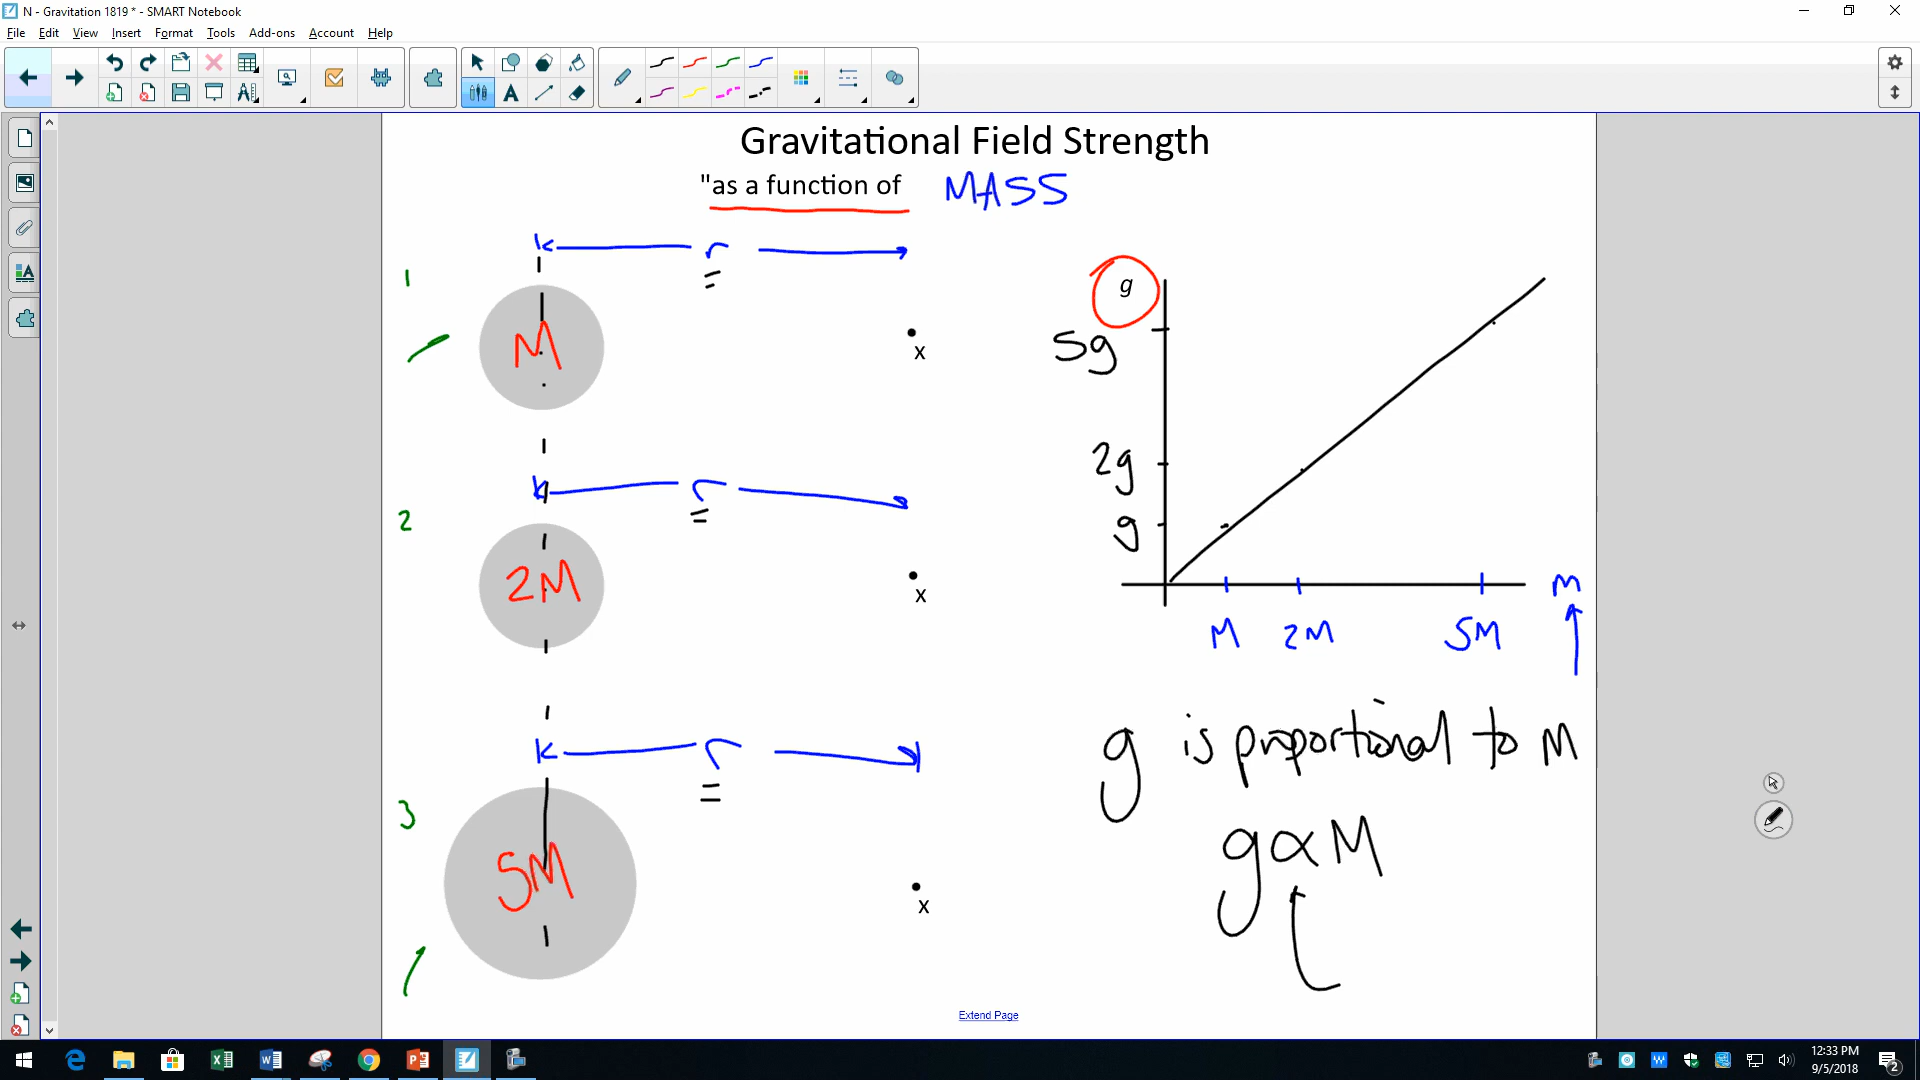 N - Gravitation 1819 * - SMART Notebook
File Edit View Insert Format Tools Add-ons Account Help
Gravitational Field Strength
"as a function of MASS
1
r
=
M
x
2
r
=
2M
x
3
r
=
5M
x
g
5g
2g
g
M 2M 5M
m
g is proportional to M
g α M
Extend Page
12:33 PM
9/5/2018
2